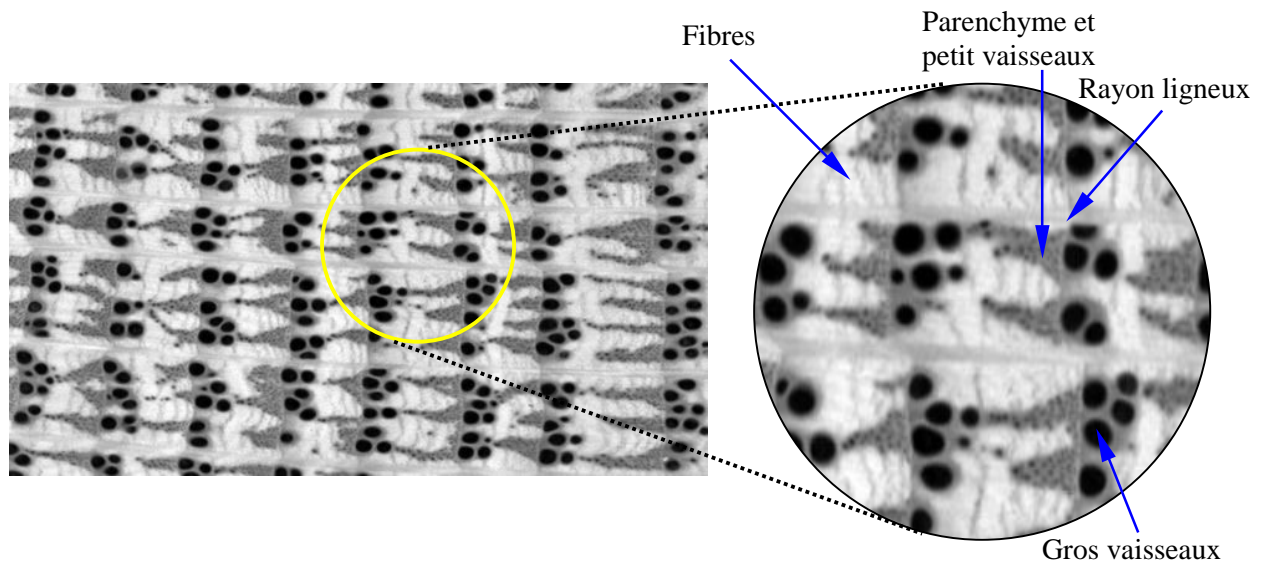 Fibres
Parenchyme et
petit vaisseaux
Rayon ligneux
Gros vaisseaux